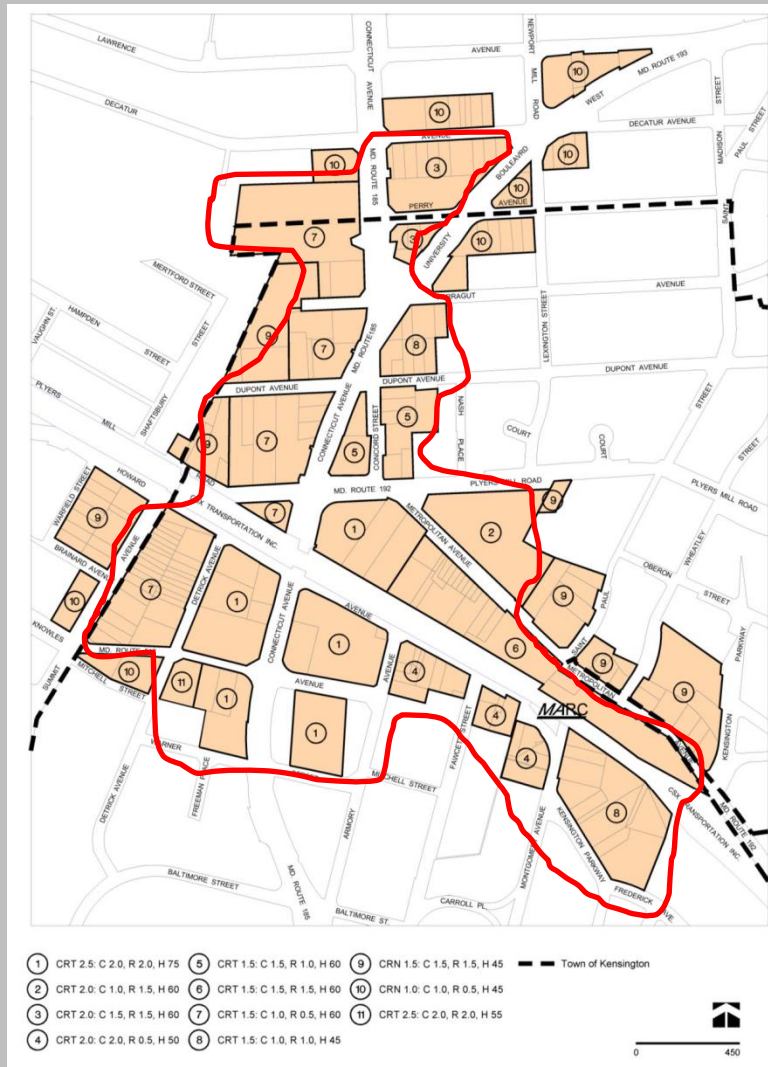 LAWRENCE
AVENUE
CONNECTICUT
AVENUE
NEWPORT
MILL
ROAD
MD. ROUTE 193
WEST
10
DECATUR
10
AVENUE
DECATUR AVENUE
MADISON
STREET
PAUL STREET
SAINT
10
3
MD. ROUTE 185
BOULEAVRD
10
10
PERRY
AVENUE
7
UNIVERSITY
10
MERTFORD STREET
RRAGUT
AVENUE
HAMPDEN
STREET
VAUGHN ST.
STREET
SHAFTSBURY
9
7
MD. ROUTE185
8
LEXINGTON STREET
PLYERS
MILL
DUPONT AVENUE
DUPONT AVENUE
DUPONT AVENUE
STREET
9
7
CONNECTICUT AVENUE
5
CONCORD STREET
5
NASH
PLACE
COURT
COURT
STREET
HOWARD
ROAD
MD. ROUTE 192
PLYERS MILL ROAD
PLYERS MILL ROAD
WARFIELD STREET
9
CSX TRANSPORTATION INC.
7
1
METROPOLITAN AVENUE
2
9
WHEATLEY
BRAINARD AVENUE
AVENUE
7
DETRICK AVENUE
1
CONNECTICUT AVENUE
AVENUE
OBERON
STREET
9
PAUL
PARKWAY
10
KNOWLES
1
6
SAINT
SUMMIT
MD. ROUTE
10
MITCHELL STREET
11
1
AVENUE
AVENUE
4
9
METROPOLITAN
9
1
FAWCETT STREET
4
MARC
AVENUE
KENSINGTON
WARNER
STREET
MITCHELL STREET
4
DETRICK AVENUE
FREEMAN PLACE
ARMORY
MONTGOMERY AVENUE
KENSINGTON PARKWAY
8
CSX TRANSPORTATION INC.
MD. ROUTE 192
BALTIMORE STREET
MD. ROUTE 185
BALTIMORE ST.
CARROLL PL.
FREDERICK AVE.
1 CRT 2.5: C 2.0, R 2.0, H 75
2 CRT 2.0: C 1.0, R 1.5, H 60
3 CRT 2.0: C 1.5, R 1.5, H 60
4 CRT 2.0: C 2.0, R 0.5, H 50
5 CRT 1.5: C 1.5, R 1.0, H 60
6 CRT 1.5: C 1.5, R 1.5, H 60
7 CRT 1.5: C 1.0, R 0.5, H 60
8 CRT 1.5: C 1.0, R 1.0, H 45
9 CRN 1.5: C 1.5, R 1.5, H 45
10 CRN 1.0: C 1.0, R 0.5, H 45
11 CRT 2.5: C 2.0, R 2.0, H 55
Town of Kensington
0 450